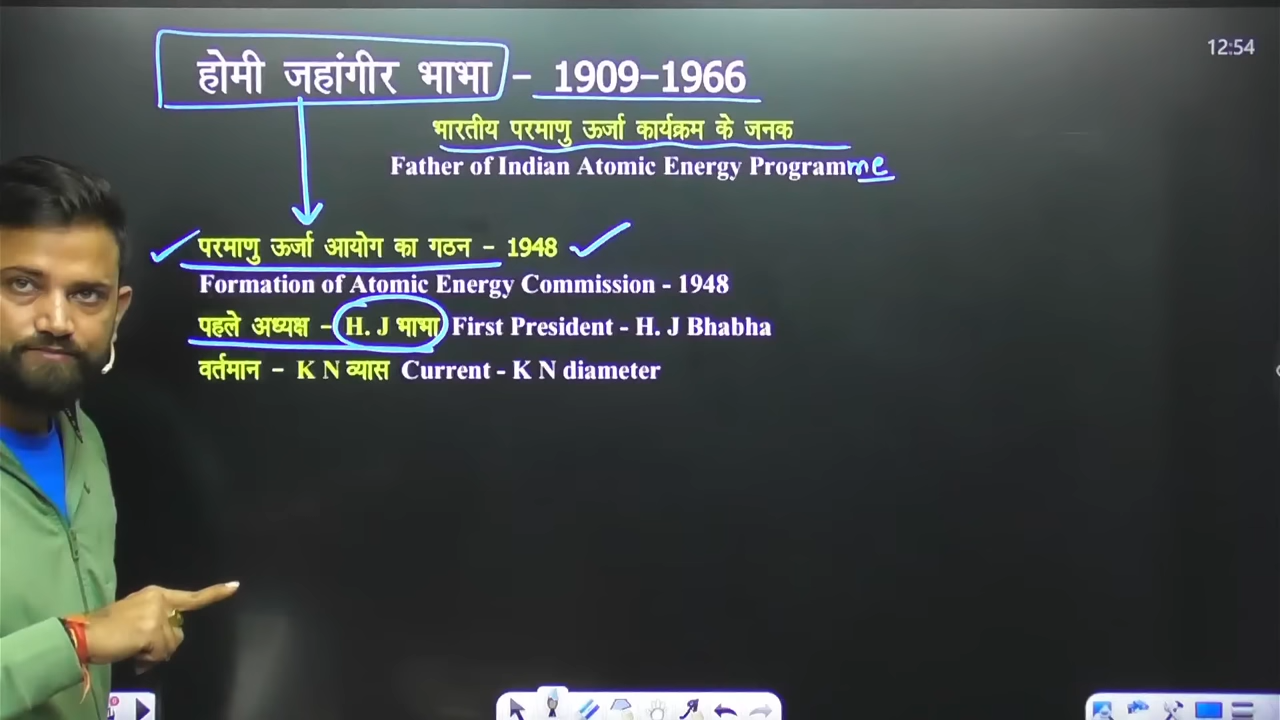 12:54
होमी जहांगीर भाभा - 1909-1966
भारतीय परमाणु ऊर्जा कार्यक्रम के जनक
Father of Indian Atomic Energy Programme
परमाणु ऊर्जा आयोग का गठन - 1948
Formation of Atomic Energy Commission - 1948
पहले अध्यक्ष - H. J भाभा First President - H. J Bhabha
वर्तमान - K N व्यास Current - K N diameter